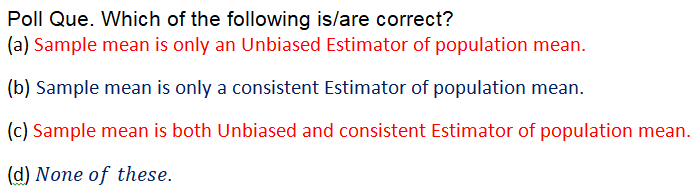 Poll Que. Which of the following is/are correct?
(a) Sample mean is only an Unbiased Estimator of population mean.
(b) Sample mean is only a consistent Estimator of population mean.
(c) Sample mean is both Unbiased and consistent Estimator of population mean.
(d) None of these.